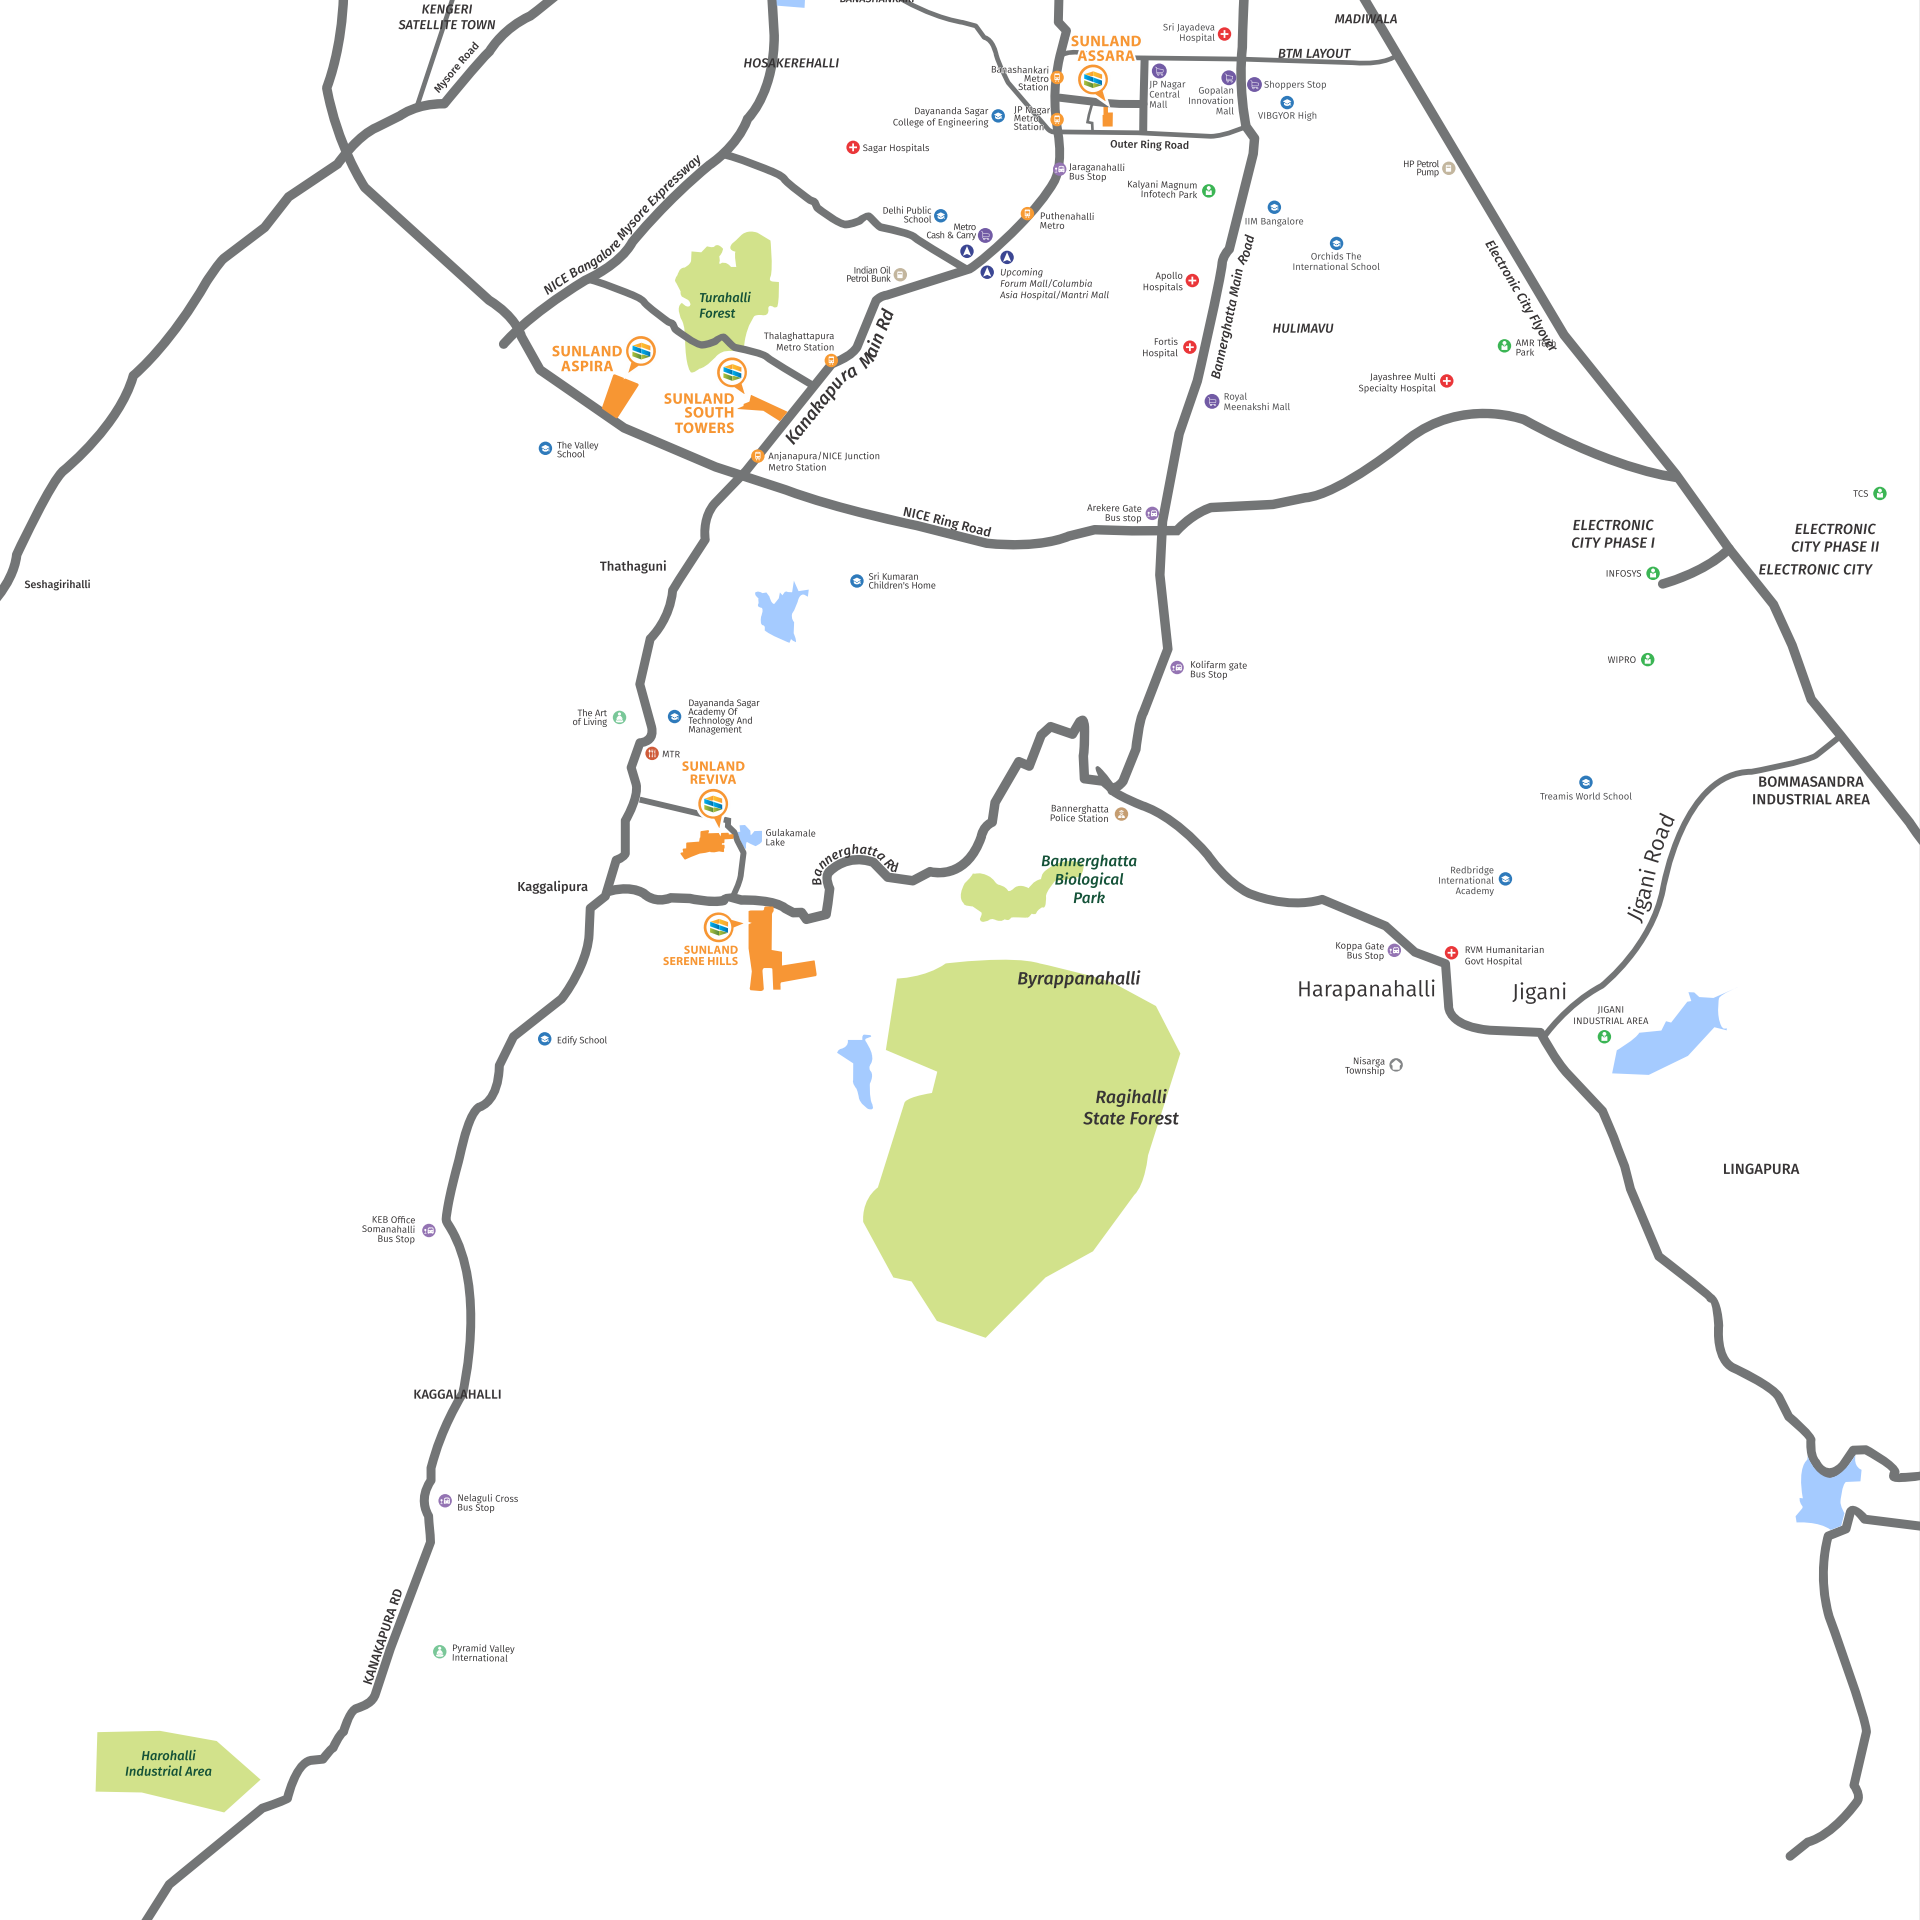 KENGERI
SATELLITE TOWN
Mysore Road
BANASHANKARI
HOSAKEREHALLI
MADIWALA
Sri Jayadeva
Hospital
SUNLAND
ASSARA
BTM LAYOUT
Banashankari
Metro
Station
JP Nagar
Central
Mall
Gopalan
Innovation
Mall
Shoppers Stop
VIBGYOR High
Dayananda Sagar
College of Engineering
JP Nagar
Metro
Station
Outer Ring Road
Sagar Hospitals
Jaraganahalli
Bus Stop
HP Petrol
Pump
Kalyani Magnum
Infotech Park
NICE Bangalore Mysore Expressway
Delhi Public
School
Metro
Cash & Carry
Puthenahalli
Metro
IIM Bangalore
Orchids The
International School
Indian Oil
Petrol Bunk
Upcoming
Forum Mall/Columbia
Asia Hospital/Mantri Mall
Apollo
Hospitals
Bannerghatta Main Road
Electronic City Flyover
Turahalli
Forest
Thalaghattapura
Metro Station
Kanakapura Main Rd
HULIMAVU
Fortis
Hospital
AMR Tech
Park
SUNLAND
ASPIRA
Jayashree Multi
Specialty Hospital
SUNLAND
SOUTH
TOWERS
Royal
Meenakshi Mall
The Valley
School
Anjanapura/NICE Junction
Metro Station
NICE Ring Road
Arekere Gate
Bus stop
TCS
ELECTRONIC
CITY PHASE I
ELECTRONIC
CITY PHASE II
ELECTRONIC CITY
INFOSYS
Thathaguni
Seshagirihalli
Sri Kumaran
Children's Home
WIPRO
Kolifarm gate
Bus Stop
The Art
of Living
Dayananda Sagar
Academy Of
Technology And
Management
MTR
SUNLAND
REVIVA
Gulakamale
Lake
Bannerghatta
Police Station
Treamis World School
BOMMASANDRA
INDUSTRIAL AREA
Jigani Road
Bannerghatta Rd
Bannerghatta
Biological
Park
Redbridge
International
Academy
Kaggalipura
SUNLAND
SERENE HILLS
Koppa Gate
Bus Stop
RVM Humanitarian
Govt Hospital
Byrappanahalli
Harapanahalli
Jigani
JIGANI
INDUSTRIAL AREA
Edify School
Nisarga
Township
Ragihalli
State Forest
LINGAPURA
KEB Office
Somanahalli
Bus Stop
KAGGALAHALLI
Nelaguli Cross
Bus Stop
KANAKAPURA RD
Pyramid Valley
International
Harohalli
Industrial Area